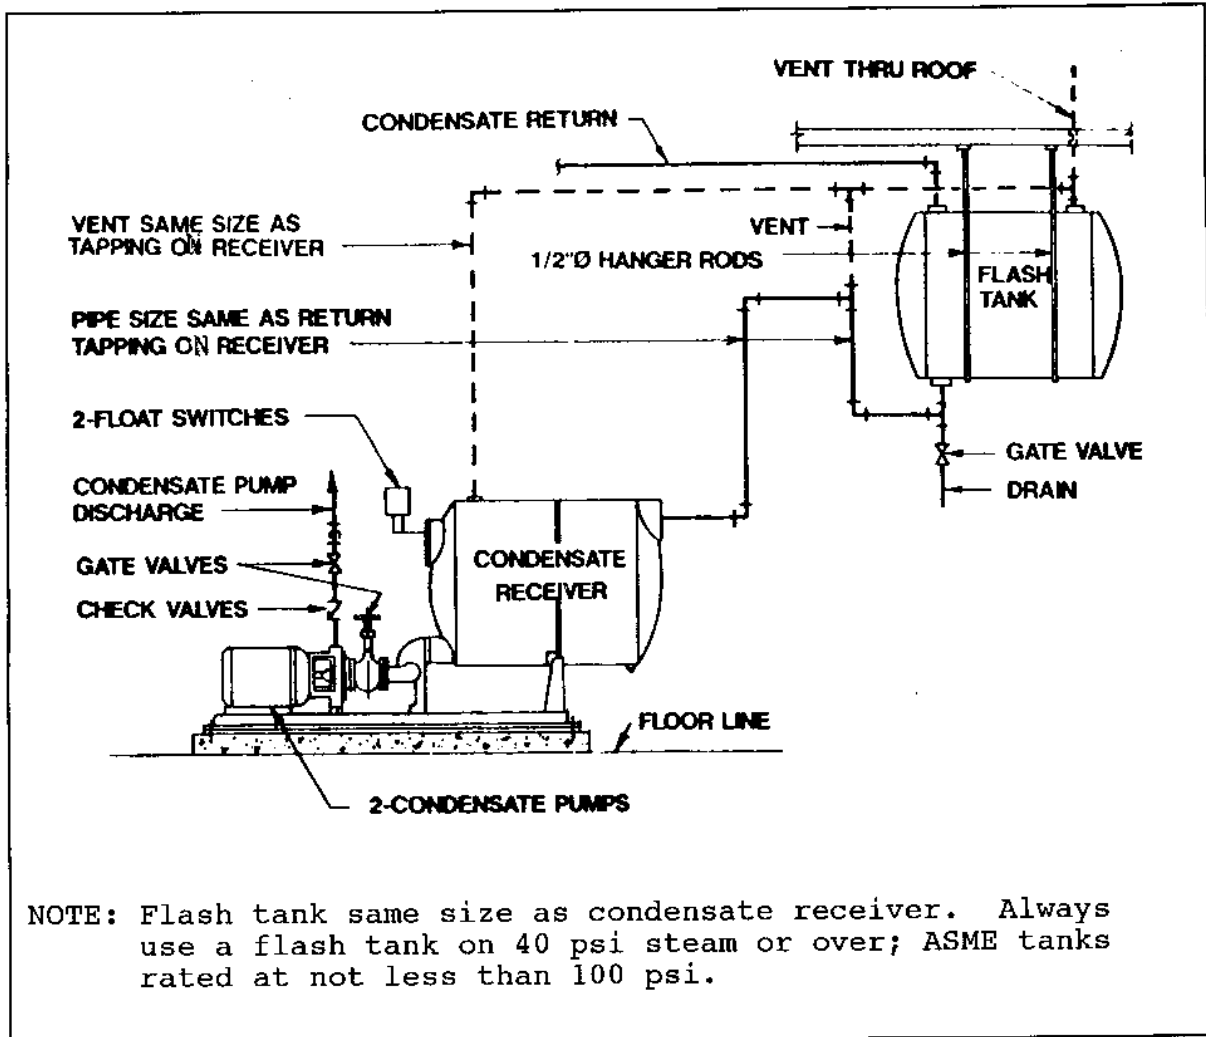 VENT THRU ROOF
CONDENSATE RETURN
VENT SAME SIZE AS
TAPPING ON RECEIVER
VENT
1/2"Ø HANGER RODS
FLASH
TANK
PIPE SIZE SAME AS RETURN
TAPPING ON RECEIVER
2-FLOAT SWITCHES
GATE VALVE
DRAIN
CONDENSATE PUMP
DISCHARGE
GATE VALVES
CHECK VALVES
CONDENSATE
RECEIVER
FLOOR LINE
2-CONDENSATE PUMPS
NOTE: Flash tank same size as condensate receiver. Always
use a flash tank on 40 psi steam or over; ASME tanks
rated at not less than 100 psi.